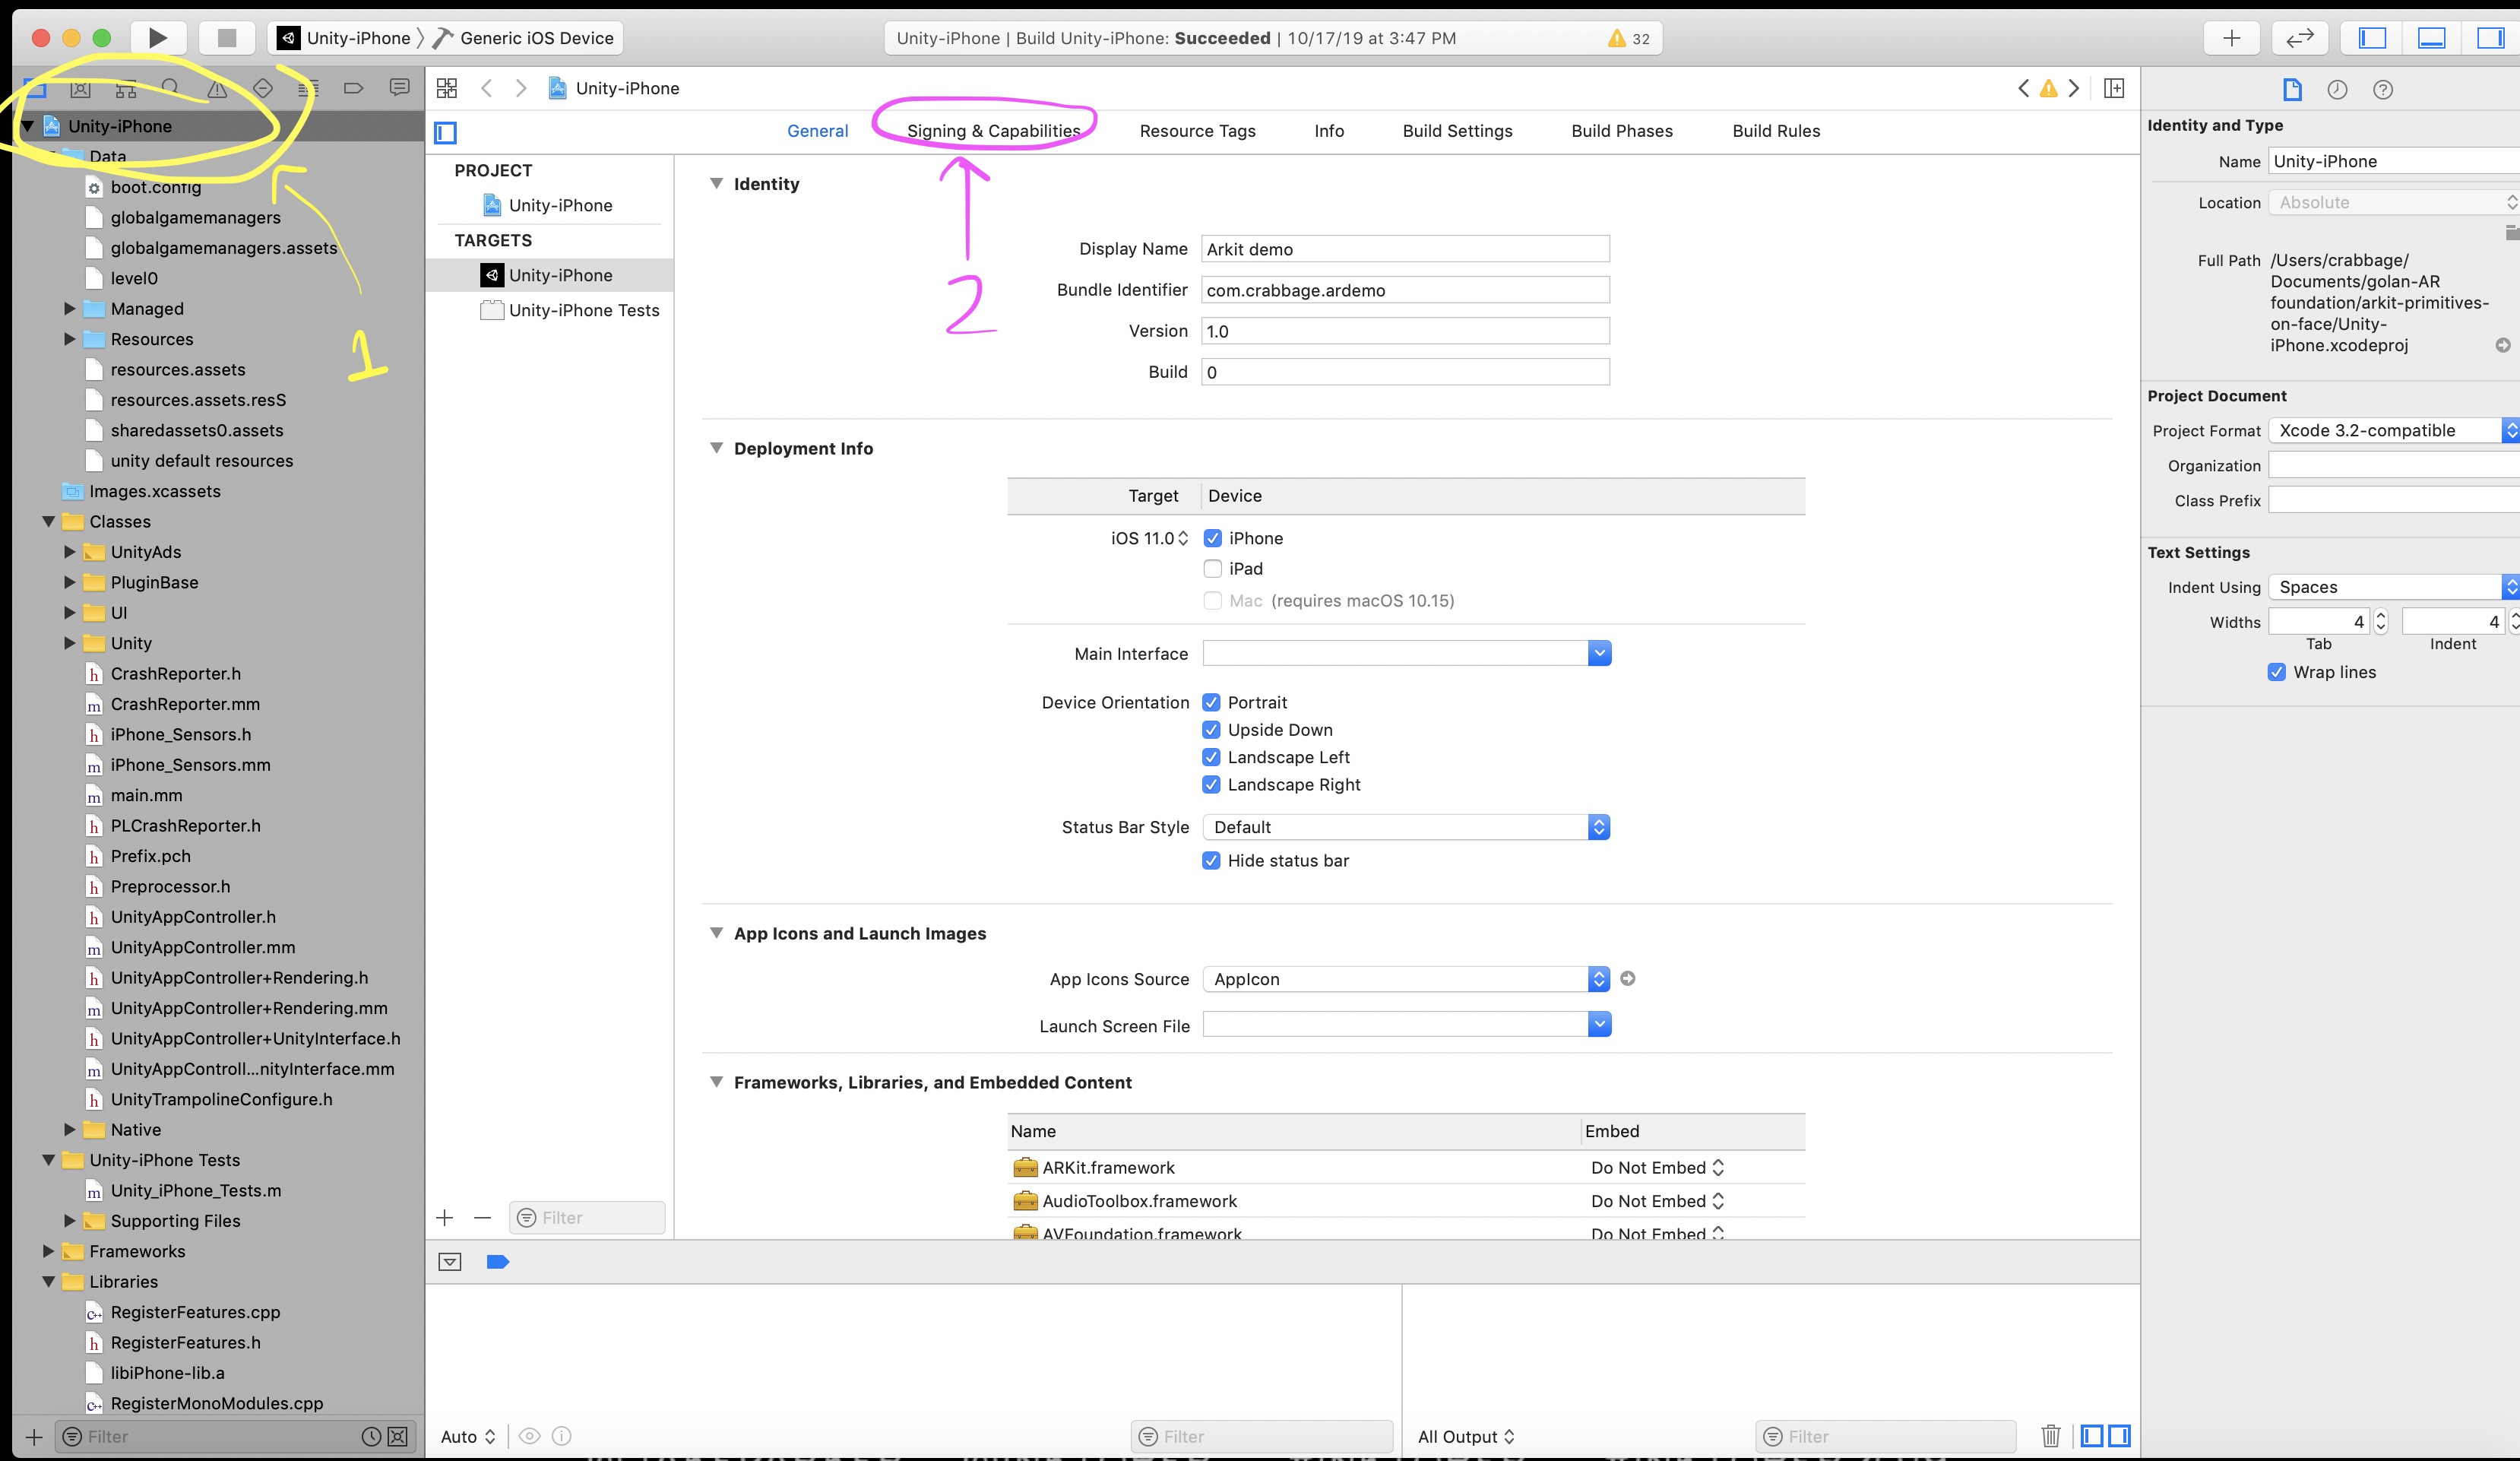 Unity-iPhone 〉 Generic iOS Device
Unity-iPhone | Build Unity-iPhone: Succeeded | 10/17/19 at 3:47 PM
32
Unity-iPhone
Data
boot.config
globalgamemanagers
globalgamemanagers.assets
level0
Managed
Resources
resources.assets
resources.assets.resS
sharedassets0.assets
unity default resources
Images.xcassets
Classes
UnityAds
PluginBase
UI
Unity
CrashReporter.h
CrashReporter.mm
iPhone_Sensors.h
iPhone_Sensors.mm
main.mm
PLCrashReporter.h
Prefix.pch
Preprocessor.h
UnityAppController.h
UnityAppController.mm
UnityAppController+Rendering.h
UnityAppController+Rendering.mm
UnityAppController+UnityInterface.h
UnityAppControll...nityInterface.mm
UnityTrampolineConfigure.h
Native
Unity-iPhone Tests
Unity_iPhone_Tests.m
Supporting Files
Frameworks
Libraries
RegisterFeatures.cpp
RegisterFeatures.h
libiPhone-lib.a
RegisterMonoModules.cpp
Filter
1
Unity-iPhone
General Signing & Capabilities Resource Tags Info Build Settings Build Phases Build Rules
2
PROJECT
Unity-iPhone
TARGETS
Unity-iPhone
Unity-iPhone Tests
Filter
Identity
Display Name Arkit demo
Bundle Identifier com.crabbage.ardemo
Version 1.0
Build 0
Deployment Info
Target Device
iOS 11.0 iPhone
iPad
Mac (requires macOS 10.15)
Main Interface
Device Orientation Portrait
Upside Down
Landscape Left
Landscape Right
Status Bar Style Default
Hide status bar
App Icons and Launch Images
App Icons Source AppIcon
Launch Screen File
Frameworks, Libraries, and Embedded Content
Name Embed
ARKit.framework Do Not Embed
AudioToolbox.framework Do Not Embed
AVFoundation.framework Do Not Embed
Auto
Filter
All Output
Filter
Identity and Type
Name Unity-iPhone
Location Absolute
Full Path /Users/crabbage/
Documents/golan-AR
foundation/arkit-primitives-
on-face/Unity-
iPhone.xcodeproj
Project Document
Project Format Xcode 3.2-compatible
Organization
Class Prefix
Text Settings
Indent Using Spaces
Widths 4 4
Tab Indent
Wrap lines